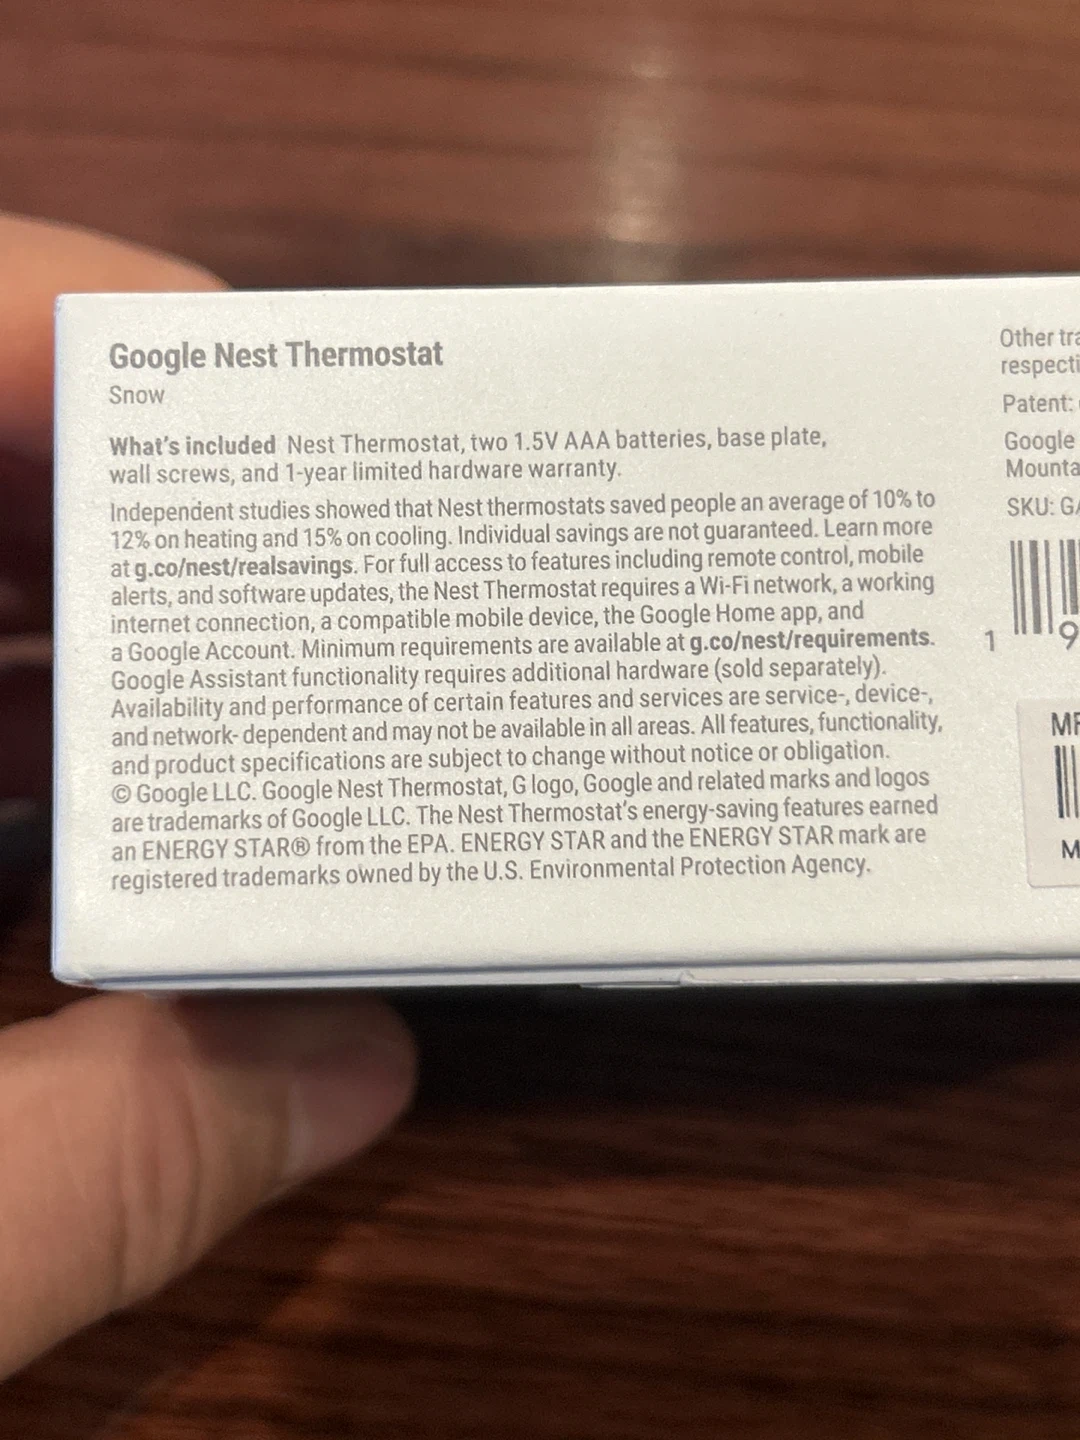 Google Nest Thermostat
Snow
What's included Nest Thermostat, two 1.5V AAA batteries, base plate,
wall screws, and 1-year limited hardware warranty.
Independent studies showed that Nest thermostats saved people an average of 10% to
12% on heating and 15% on cooling. Individual savings are not guaranteed. Learn more
at g.co/nest/realsavings. For full access to features including remote control, mobile
alerts, and software updates, the Nest Thermostat requires a Wi-Fi network, a working
internet connection, a compatible mobile device, the Google Home app, and
a Google Account. Minimum requirements are available at g.co/nest/requirements.
Google Assistant functionality requires additional hardware (sold separately).
Availability and performance of certain features and services are service-, device-,
and network- dependent and may not be available in all areas. All features, functionality,
and product specifications are subject to change without notice or obligation.
© Google LLC. Google Nest Thermostat, G logo, Google and related marks and logos
are trademarks of Google LLC. The Nest Thermostat's energy-saving features earned
an ENERGY STAR® from the EPA. ENERGY STAR and the ENERGY STAR mark are
registered trademarks owned by the U.S. Environmental Protection Agency.
Other
Patent:
Google
SKU:
1 9